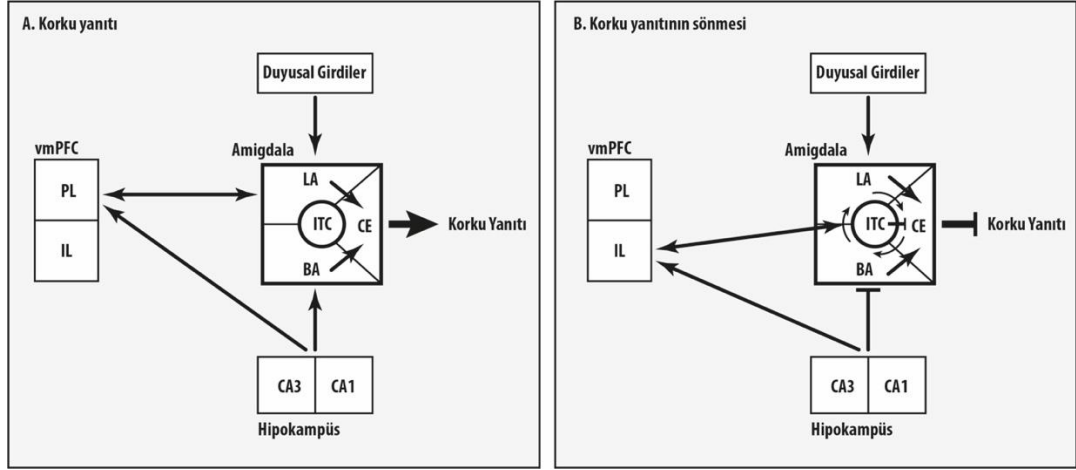 A. Korku yanıtı
Duyusal Girdiler
vmPFC
Amigdala
PL
LA
ITC
CE
Korku Yanıtı
IL
BA
CA3
CA1
Hipokampüs
B. Korku yanıtının sönmesi
Duyusal Girdiler
vmPFC
Amigdala
PL
LA
ITC
CE
Korku Yanıtı
IL
BA
CA3
CA1
Hipokampüs